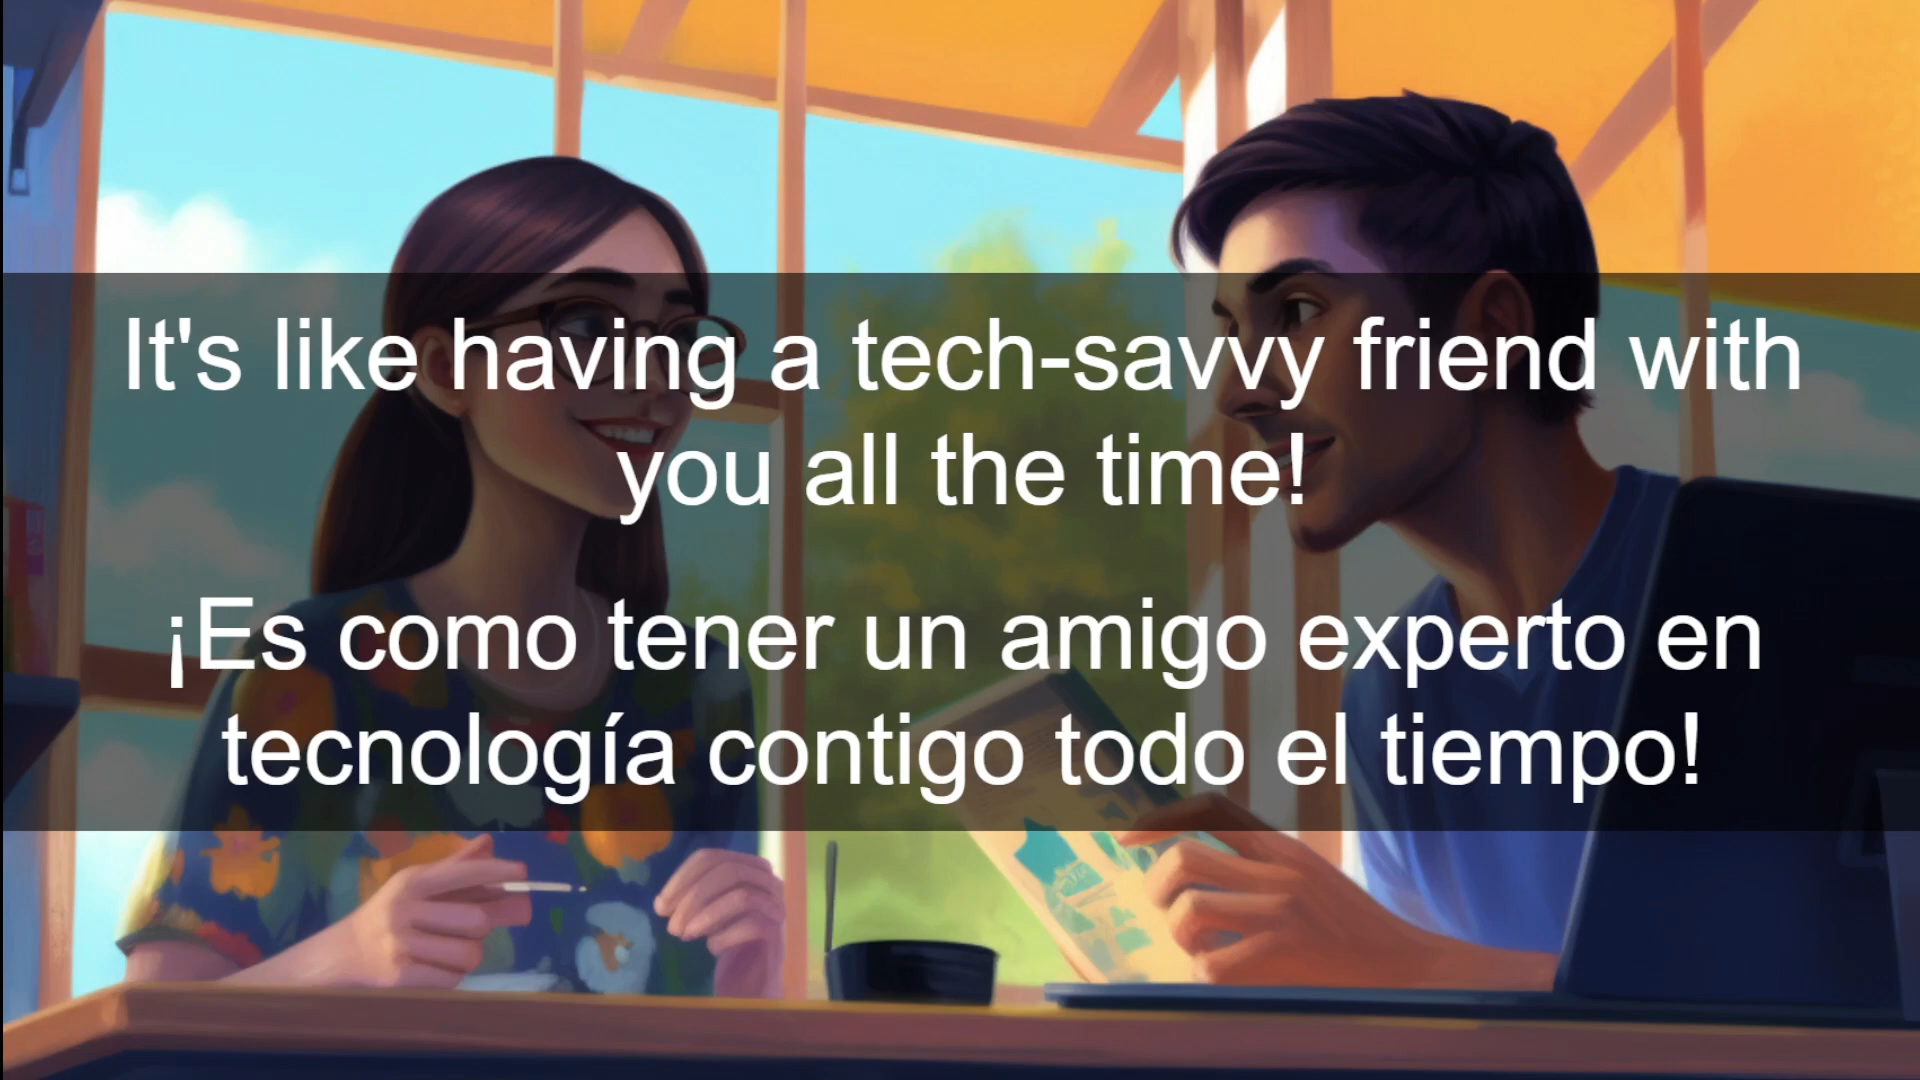 It's like having a tech-savvy friend with
you all the time!
¡Es como tener un amigo experto en
tecnología contigo todo el tiempo!